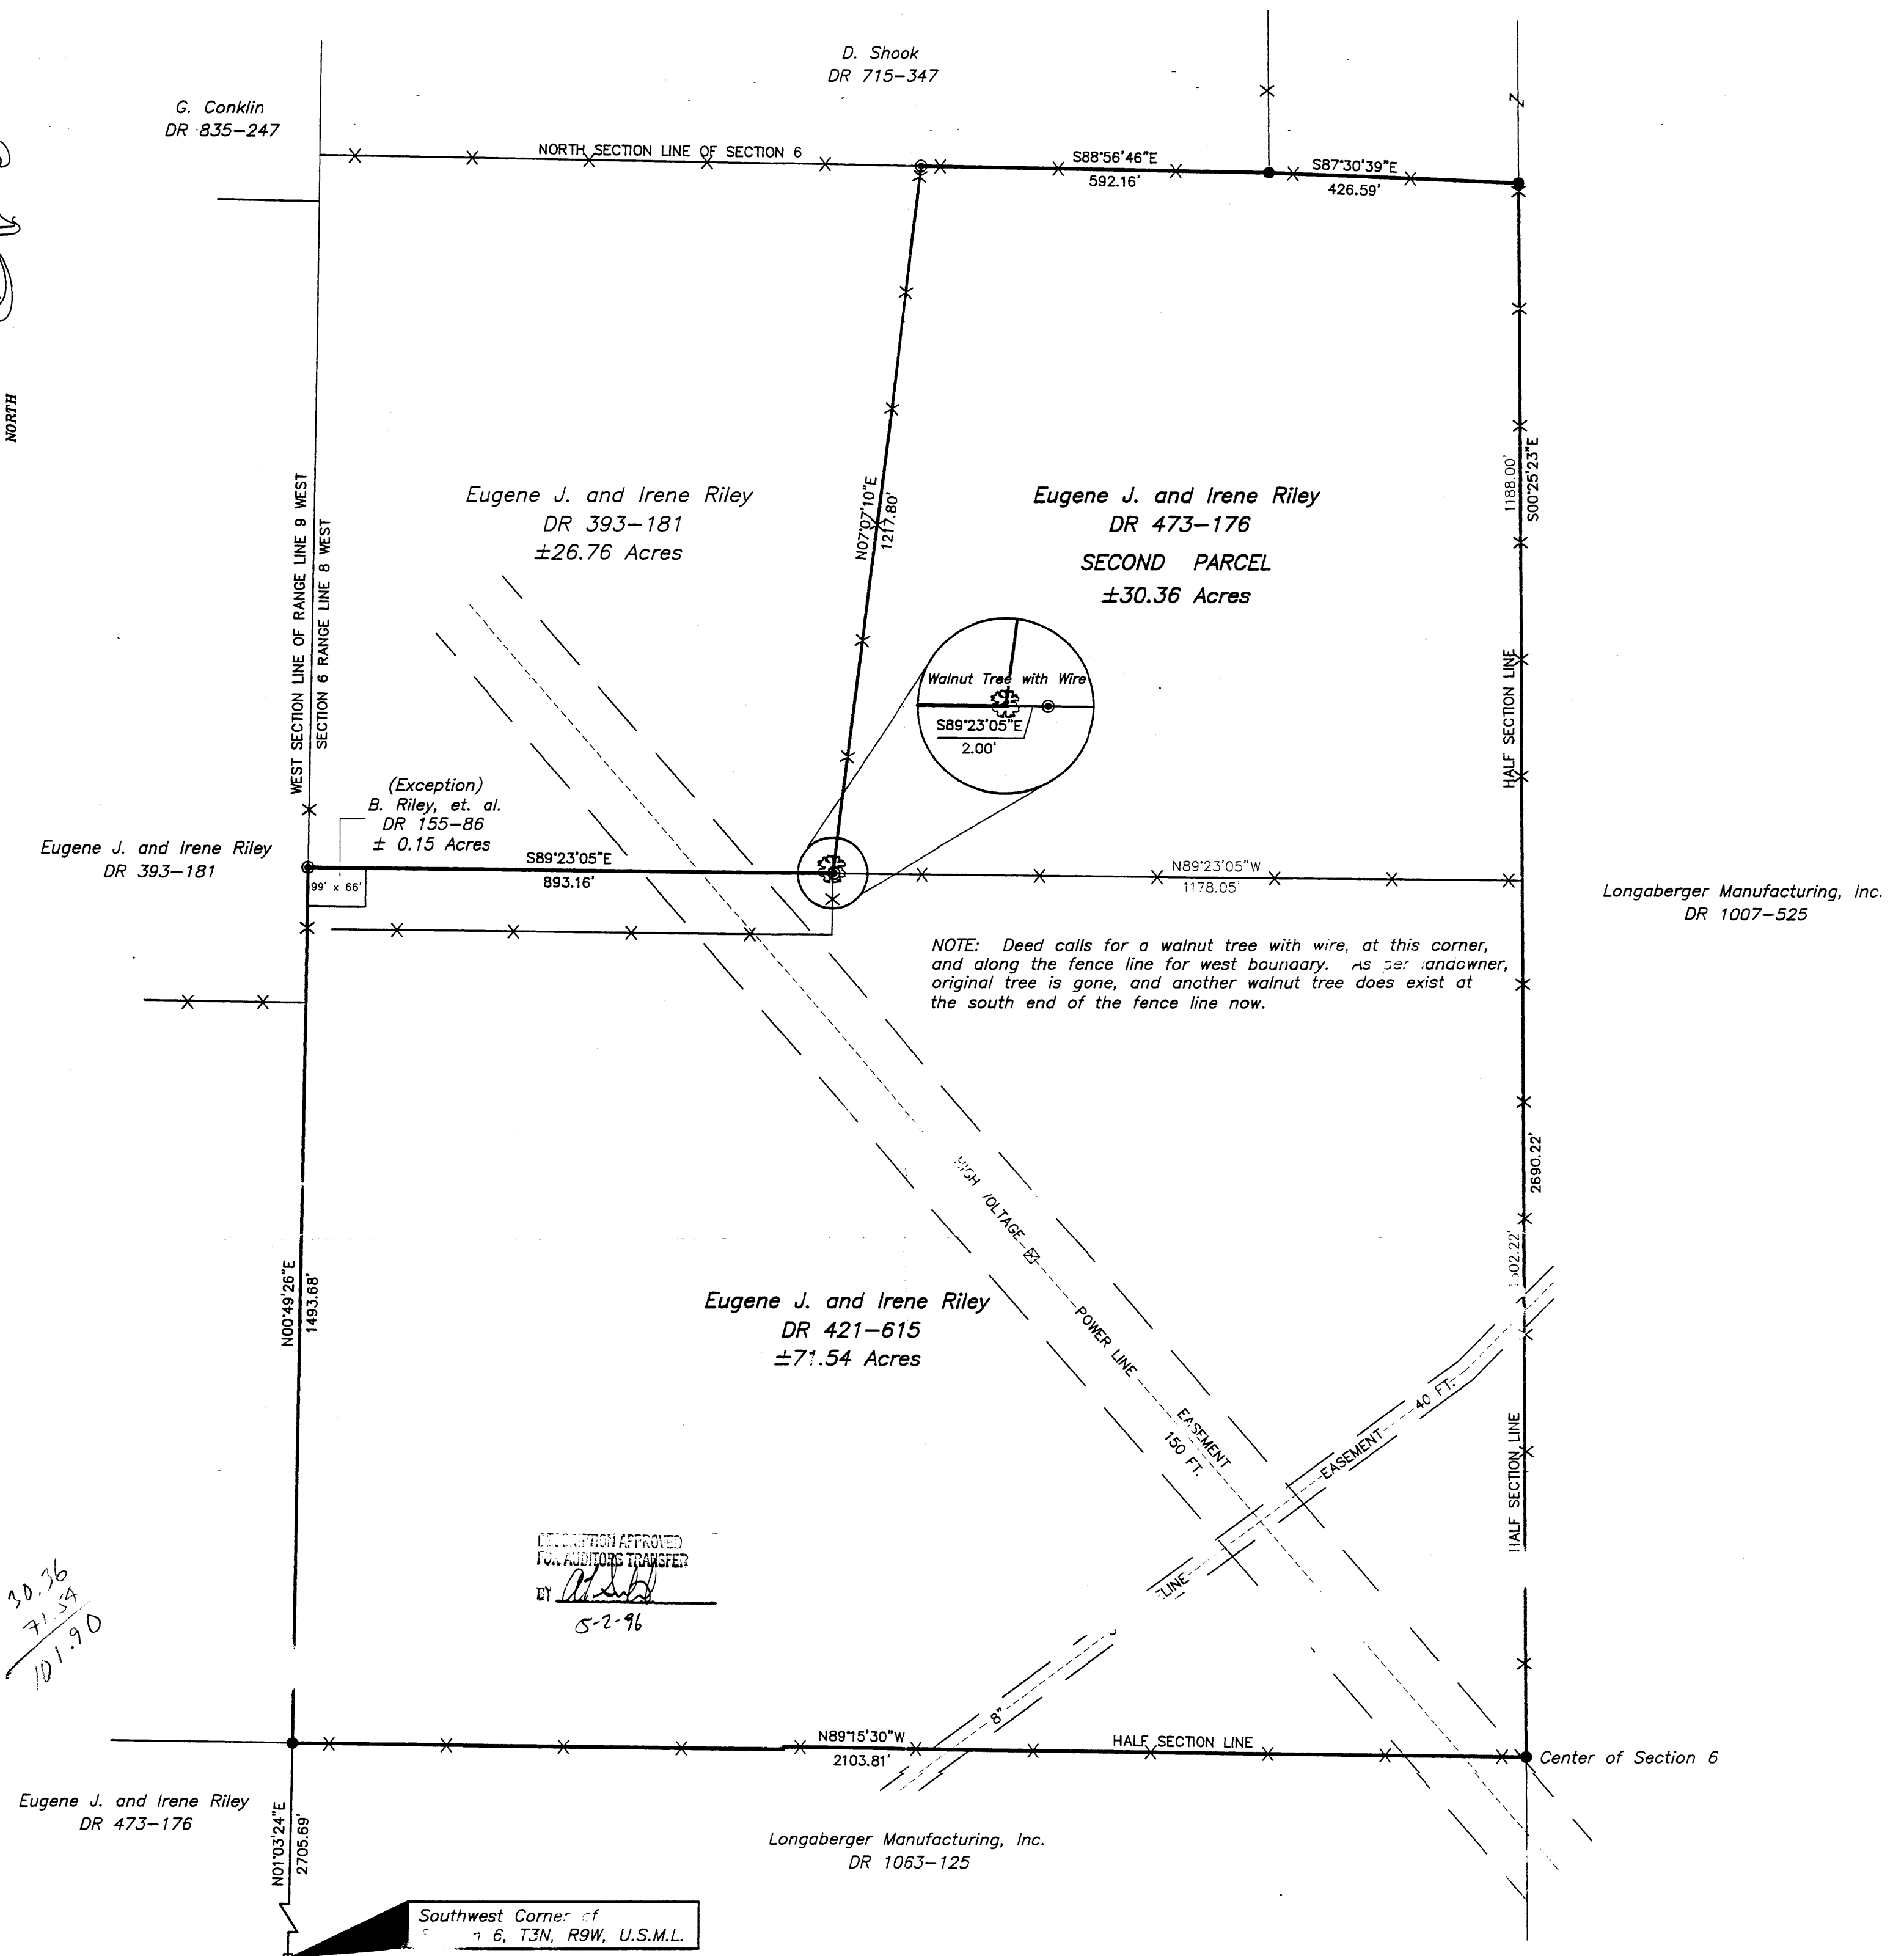 D. Shook
DR 715-347
G. Conklin
DR 835-247
NORTH SECTION LINE OF SECTION 6
S88°56'46"E
592.16'
S87°30'39"E
426.59'
NORTH
WEST SECTION LINE OF RANGE LINE 9 WEST
SECTION 6 RANGE LINE 8 WEST
Eugene J. and Irene Riley
DR 393-181
±26.76 Acres
N07°07'10"E
1217.80'
Eugene J. and Irene Riley
DR 473-176
SECOND PARCEL
±30.36 Acres
1188.00'
S00°25'23"E
HALF SECTION LINE
Walnut Tree with Wire
S89°23'05"E
2.00'
(Exception)
B. Riley, et. al.
DR 155-86
± 0.15 Acres
Eugene J. and Irene Riley
DR 393-181
99' x 66'
S89°23'05"E
893.16'
N89°23'05"W
1178.05'
Longaberger Manufacturing, Inc.
DR 1007-525
NOTE: Deed calls for a walnut tree with wire, at this corner,
and along the fence line for west boundary. As per landowner,
original tree is gone, and another walnut tree does exist at
the south end of the fence line now.
2690.22'
HIGH VOLTAGE
POWER LINE
EASEMENT
150 FT.
N00°49'26"E
1493.68'
Eugene J. and Irene Riley
DR 421-615
±71.54 Acres
40 FT.
EASEMENT
LINE
8"
HALF SECTION LINE
DESCRIPTION APPROVED
FOR AUDITORS TRANSFER
BY
5-2-96
30.36
71.54
101.90
N89°15'30"W
2103.81'
HALF SECTION LINE
Center of Section 6
Eugene J. and Irene Riley
DR 473-176
N01°03'24"E
2705.69'
Longaberger Manufacturing, Inc.
DR 1063-125
Southwest Corner of
6, T3N, R9W, U.S.M.L.